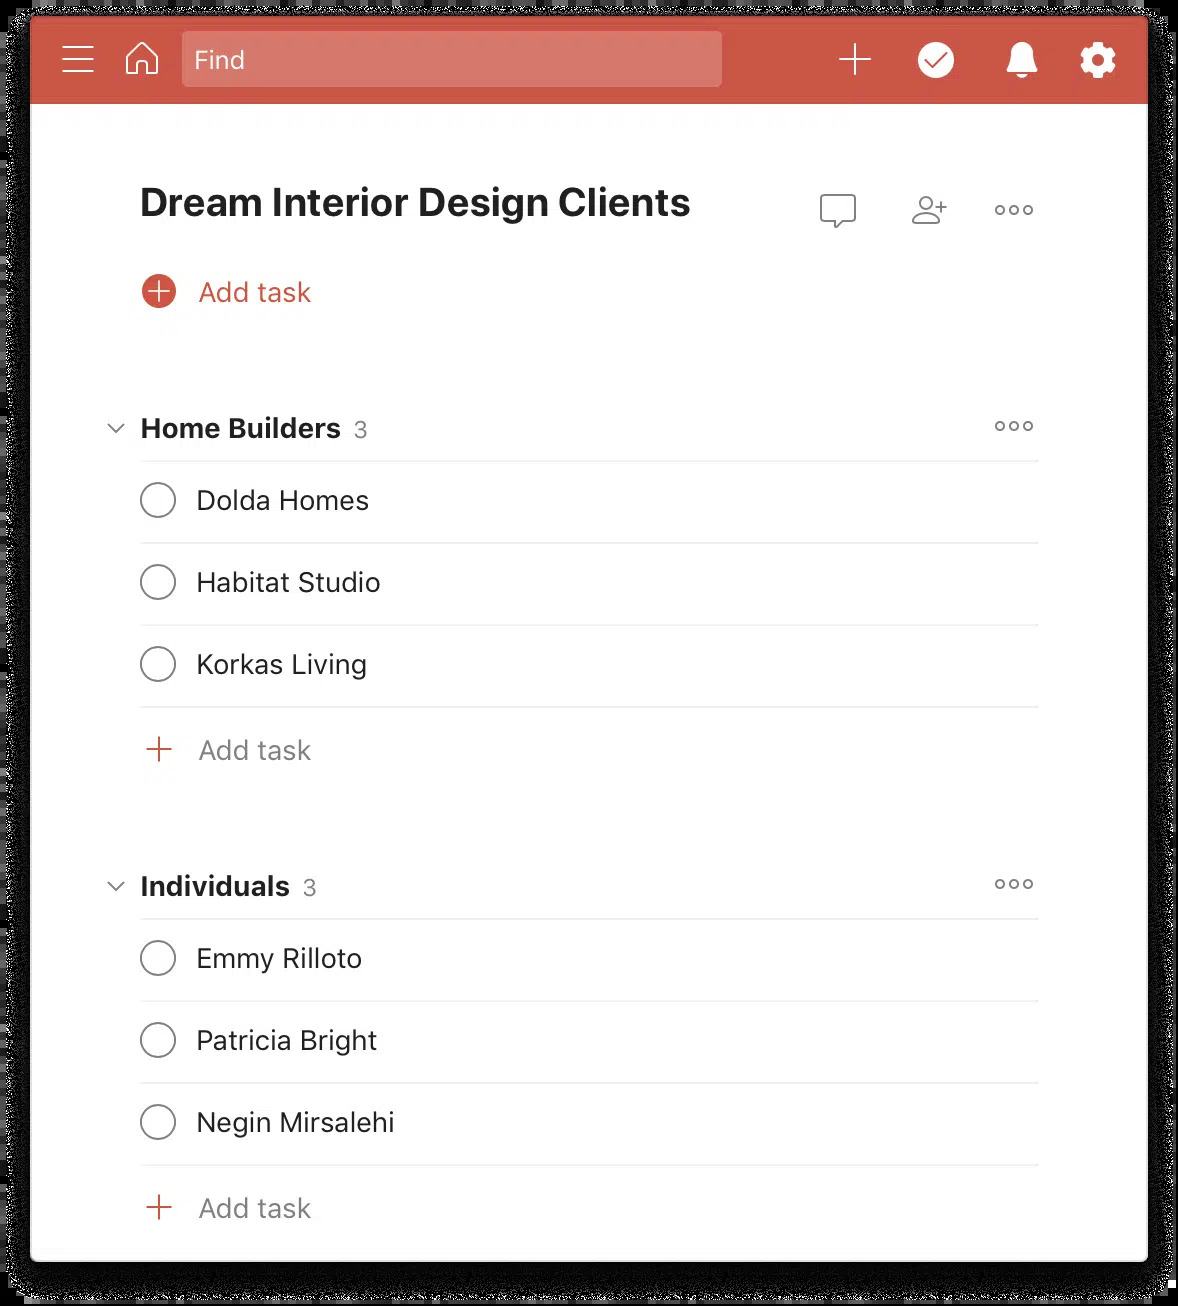 Find
Dream Interior Design Clients
Add task
Home Builders 3
Dolda Homes
Habitat Studio
Korkas Living
Add task
Individuals 3
Emmy Rilloto
Patricia Bright
Negin Mirsalehi
Add task